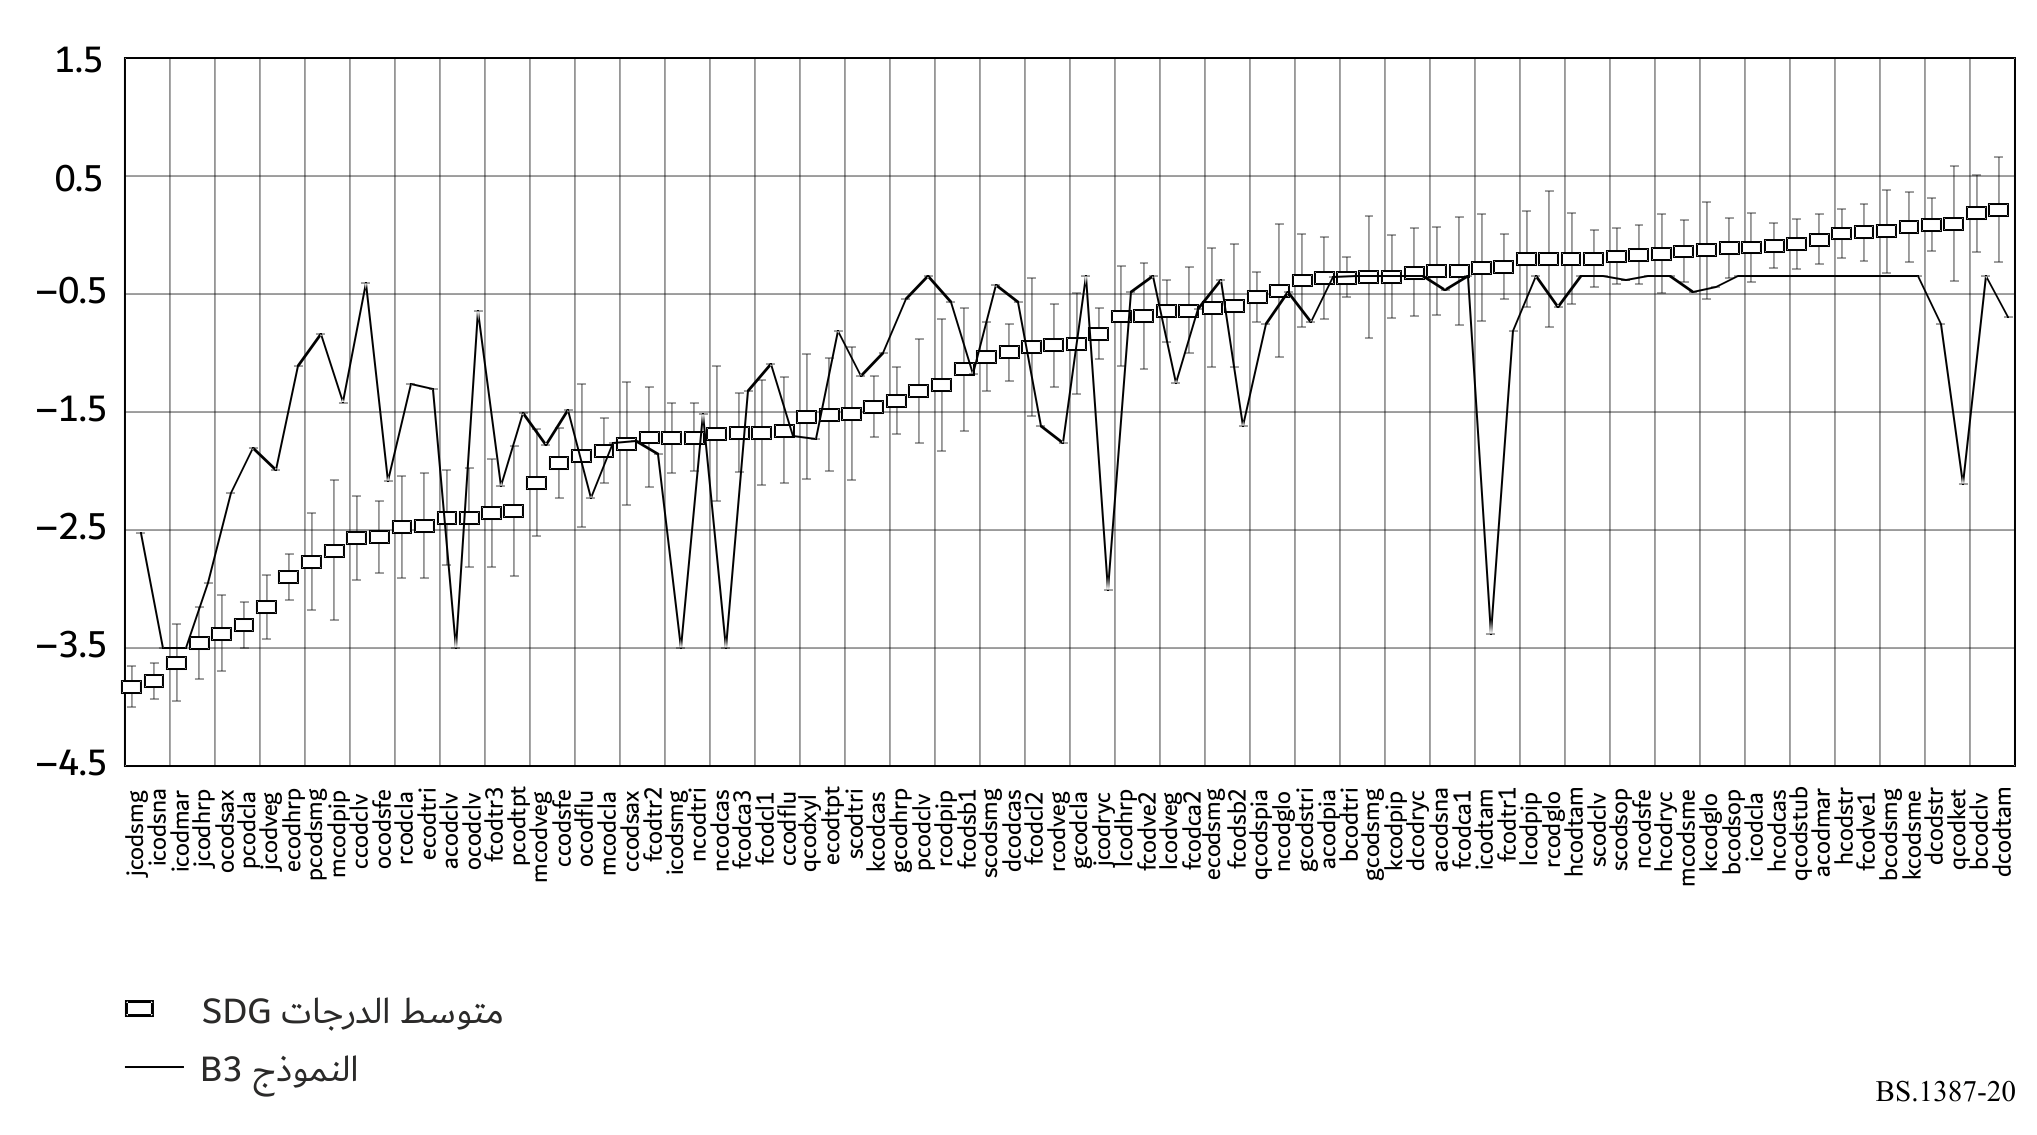 1.5
0.5
−0.5
−1.5
−2.5
−3.5
−4.5
jcodsmg
icodsna
icodmar
jcodhrp
ocodsax
pcodcla
jcodveg
ecodhrp
pcodsmg
mcodpip
ccodclv
ocodsfe
rcodcla
ecodtri
acodclv
ocodclv
fcodtr3
pcodtpt
mcodveg
ccodsfe
ocodflu
mcodcla
ccodsax
fcodtr2
icodsmg
ncodtri
ncodcas
fcodca3
fcodcl1
ccodflu
qcodxyl
ecodtpt
scodtri
kcodcas
gcodhrp
pcodclv
rcodpip
fcodsb1
scodsmg
dcodcas
fcodcl2
rcodveg
gcodcla
jcodryc
lcodhrp
fcodve2
lcodveg
fcodca2
ecodsmg
fcodsb2
qcodspia
ncodglo
gcodstri
acodpia
bcodtri
gcodsmg
kcodpip
dcodryc
acodsna
fcodca1
icodtam
fcodtr1
lcodpip
rcodglo
hcodtam
scodclv
scodsop
ncodsfe
hcodryc
mcodsme
kcodglo
bcodsop
icodcla
hcodcas
qcodstub
acodmar
hcodstr
fcodve1
bcodsmg
kcodsme
dcodstr
qcodket
bcodclv
dcodtam
متوسط الدرجات SDG
النموذج B3
BS.1387-20